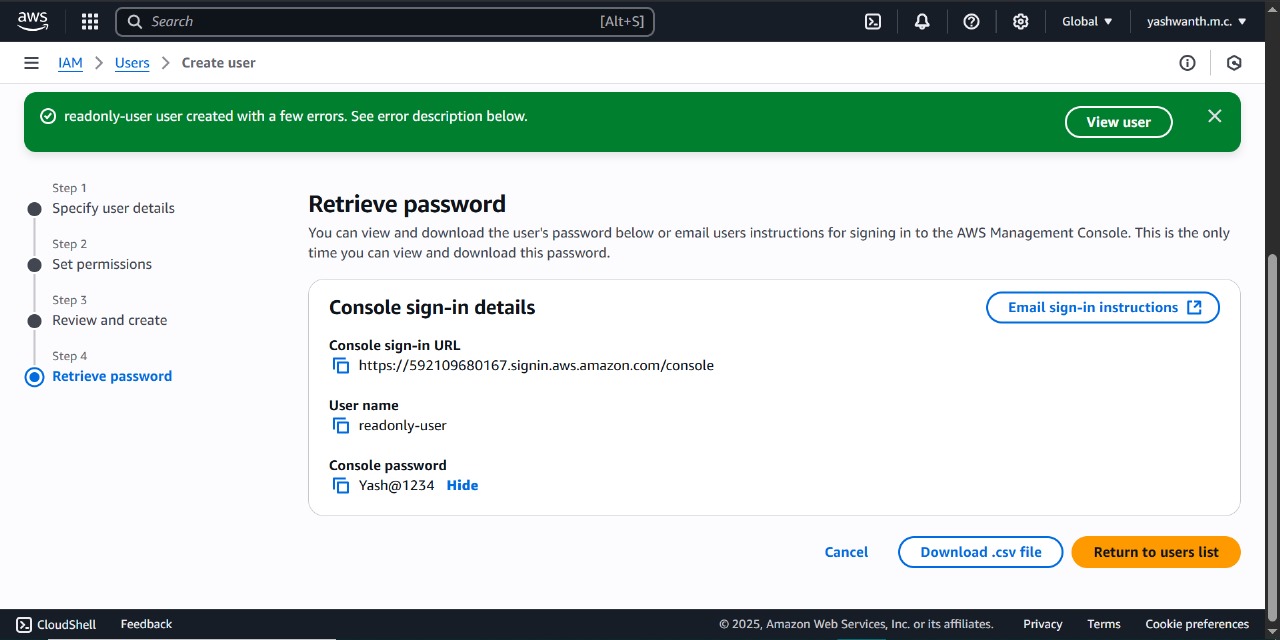 aws
Search [Alt+S]
Global
yashwanth.m.c.
IAM > Users > Create user
readonly-user user created with a few errors. See error description below.
View user
Step 1
Specify user details
Step 2
Set permissions
Step 3
Review and create
Step 4
Retrieve password
Retrieve password
You can view and download the user's password below or email users instructions for signing in to the AWS Management Console. This is the only
time you can view and download this password.
Console sign-in details
Email sign-in instructions
Console sign-in URL
https://592109680167.signin.aws.amazon.com/console
User name
readonly-user
Console password
Yash@1234 Hide
Cancel
Download .csv file
Return to users list
CloudShell
Feedback
© 2025, Amazon Web Services, Inc. or its affiliates.
Privacy
Terms
Cookie preferences